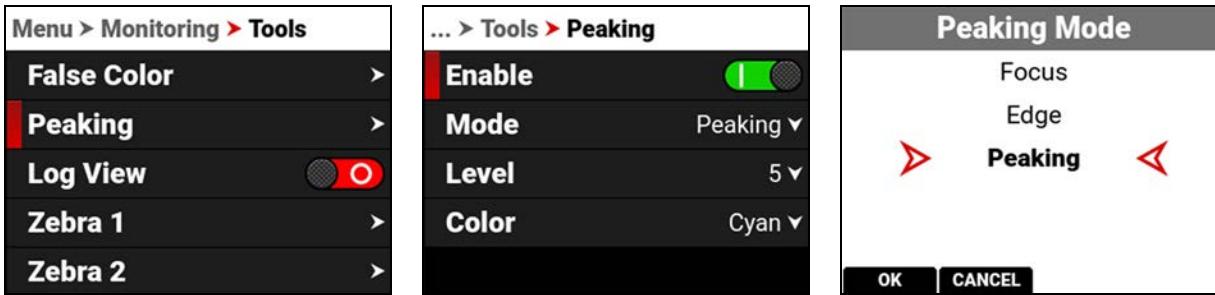 Menu > Monitoring > Tools
False Color >
Peaking >
Log View
Zebra 1 >
Zebra 2 >
... > Tools > Peaking
Enable
Mode Peaking
Level 5
Color Cyan
Peaking Mode
Focus
Edge
Peaking
OK CANCEL